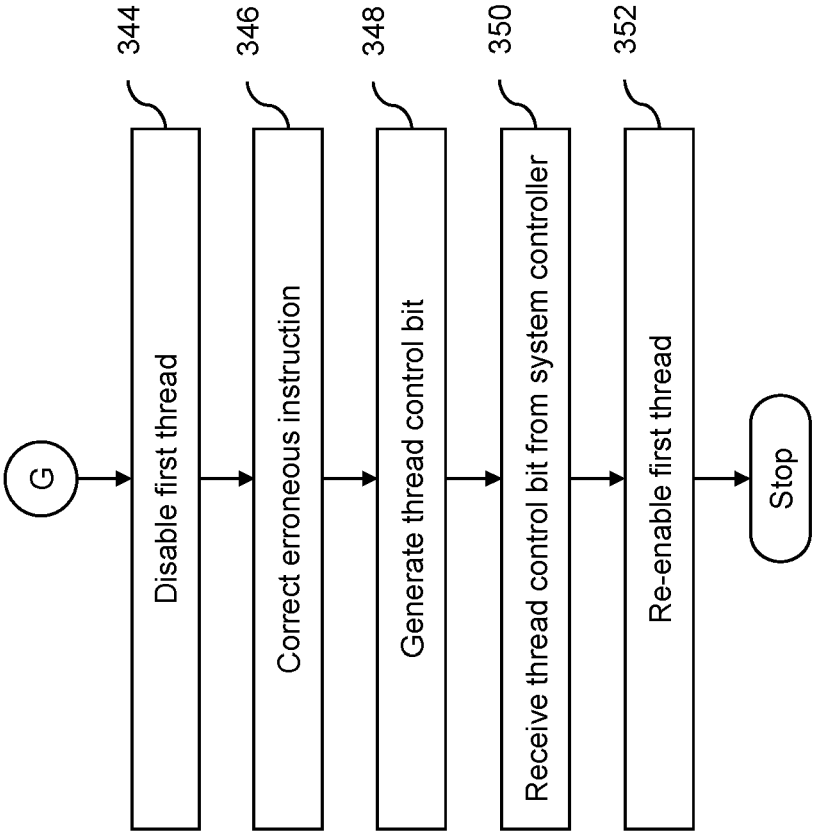 G
Disable first thread
344
Correct erroneous instruction
346
Generate thread control bit
348
Receive thread control bit from system controller
350
Re-enable first thread
352
Stop